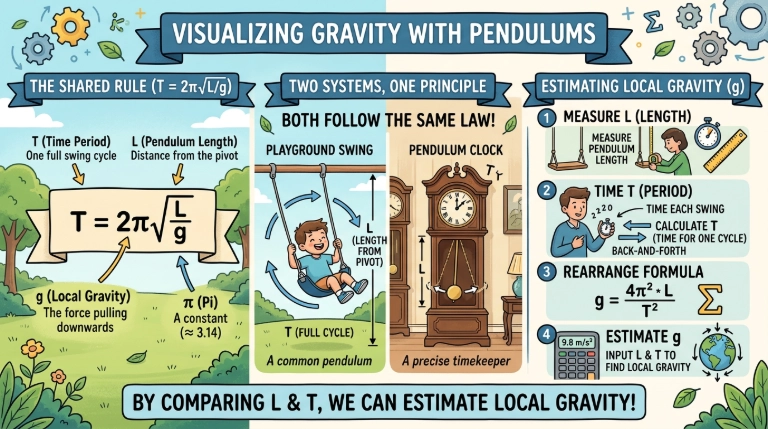 VISUALIZING GRAVITY WITH PENDULUMS
THE SHARED RULE (T = 2π√L/g)
T (Time Period)
One full swing cycle
L (Pendulum Length)
Distance from the pivot
T = 2π√L/g
g (Local Gravity)
The force pulling
downwards
π (Pi)
A constant
(≈ 3.14)
TWO SYSTEMS, ONE PRINCIPLE
BOTH FOLLOW THE SAME LAW!
PLAYGROUND SWING
L
(LENGTH
FROM
PIVOT)
T (FULL CYCLE)
A common pendulum
PENDULUM CLOCK
L
A precise timekeeper
ESTIMATING LOCAL GRAVITY (g)
1 MEASURE L (LENGTH)
MEASURE
PENDULUM
LENGTH
2 TIME T (PERIOD)
2220
TIME EACH SWING
CALCULATE T
(TIME FOR ONE CYCLE)
BACK-AND-FORTH
3 REARRANGE FORMULA
g = 4π² · L / T²
Σ
4 ESTIMATE g
9.8 m/s²
INPUT L & T TO
FIND LOCAL GRAVITY
BY COMPARING L & T, WE CAN ESTIMATE LOCAL GRAVITY!